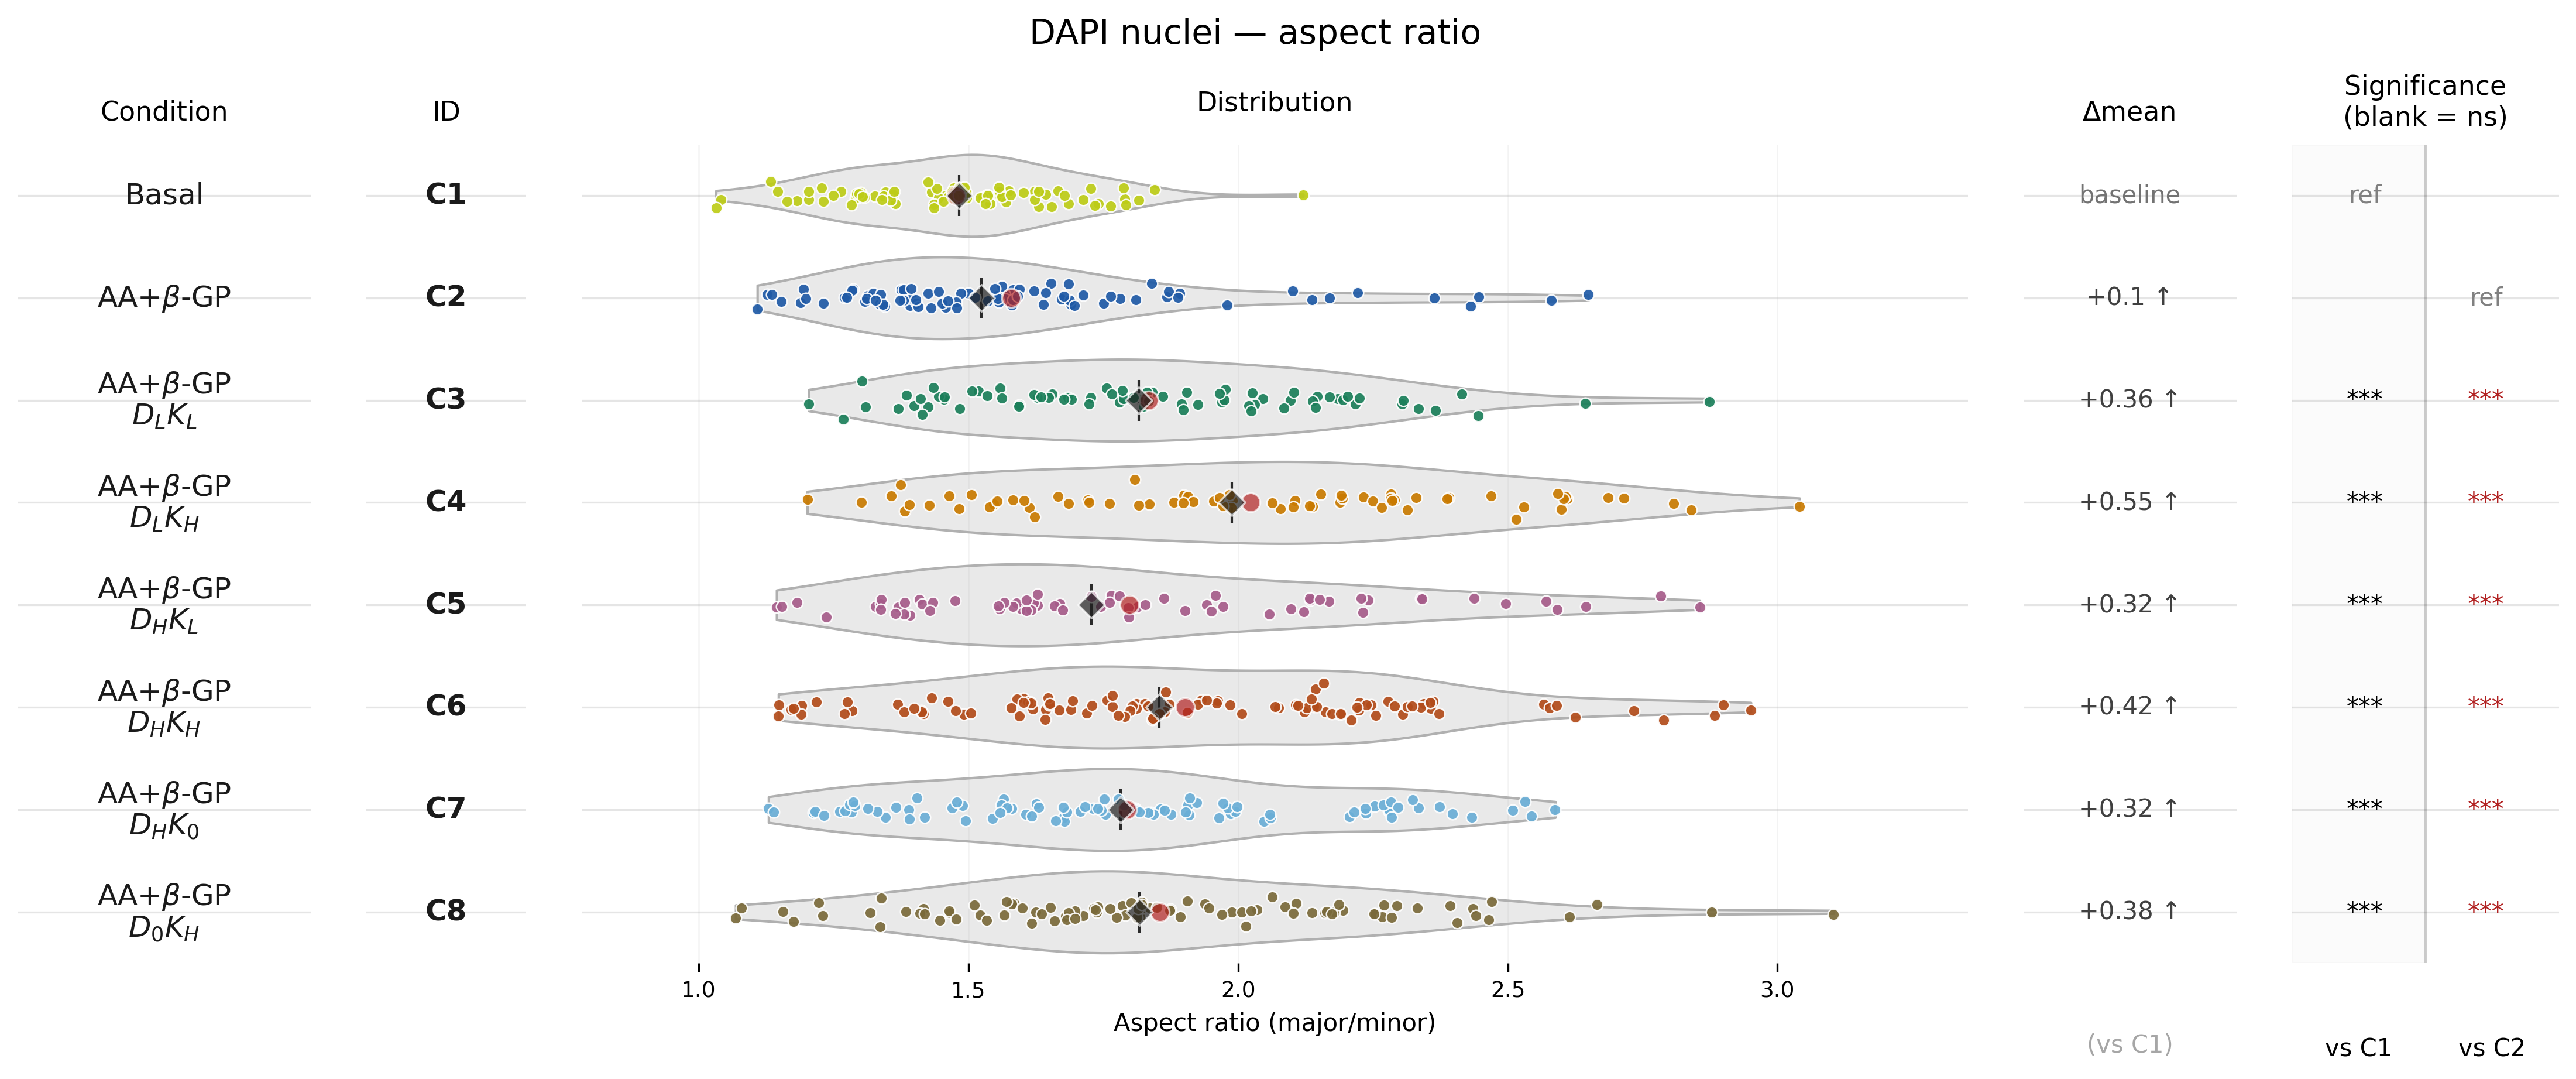 DAPI nuclei — aspect ratio
Condition
ID
Distribution
Δmean
Significance
(blank = ns)
Basal
C1
baseline
ref
AA+β-GP
C2
+0.1 ↑
ref
AA+β-GP
D_LK_L
C3
+0.36 ↑
***
***
AA+β-GP
D_LK_H
C4
+0.55 ↑
***
***
AA+β-GP
D_HK_L
C5
+0.32 ↑
***
***
AA+β-GP
D_HK_H
C6
+0.42 ↑
***
***
AA+β-GP
D_HK_0
C7
+0.32 ↑
***
***
AA+β-GP
D_0K_H
C8
+0.38 ↑
***
***
1.0
1.5
2.0
2.5
3.0
Aspect ratio (major/minor)
(vs C1)
vs C1
vs C2